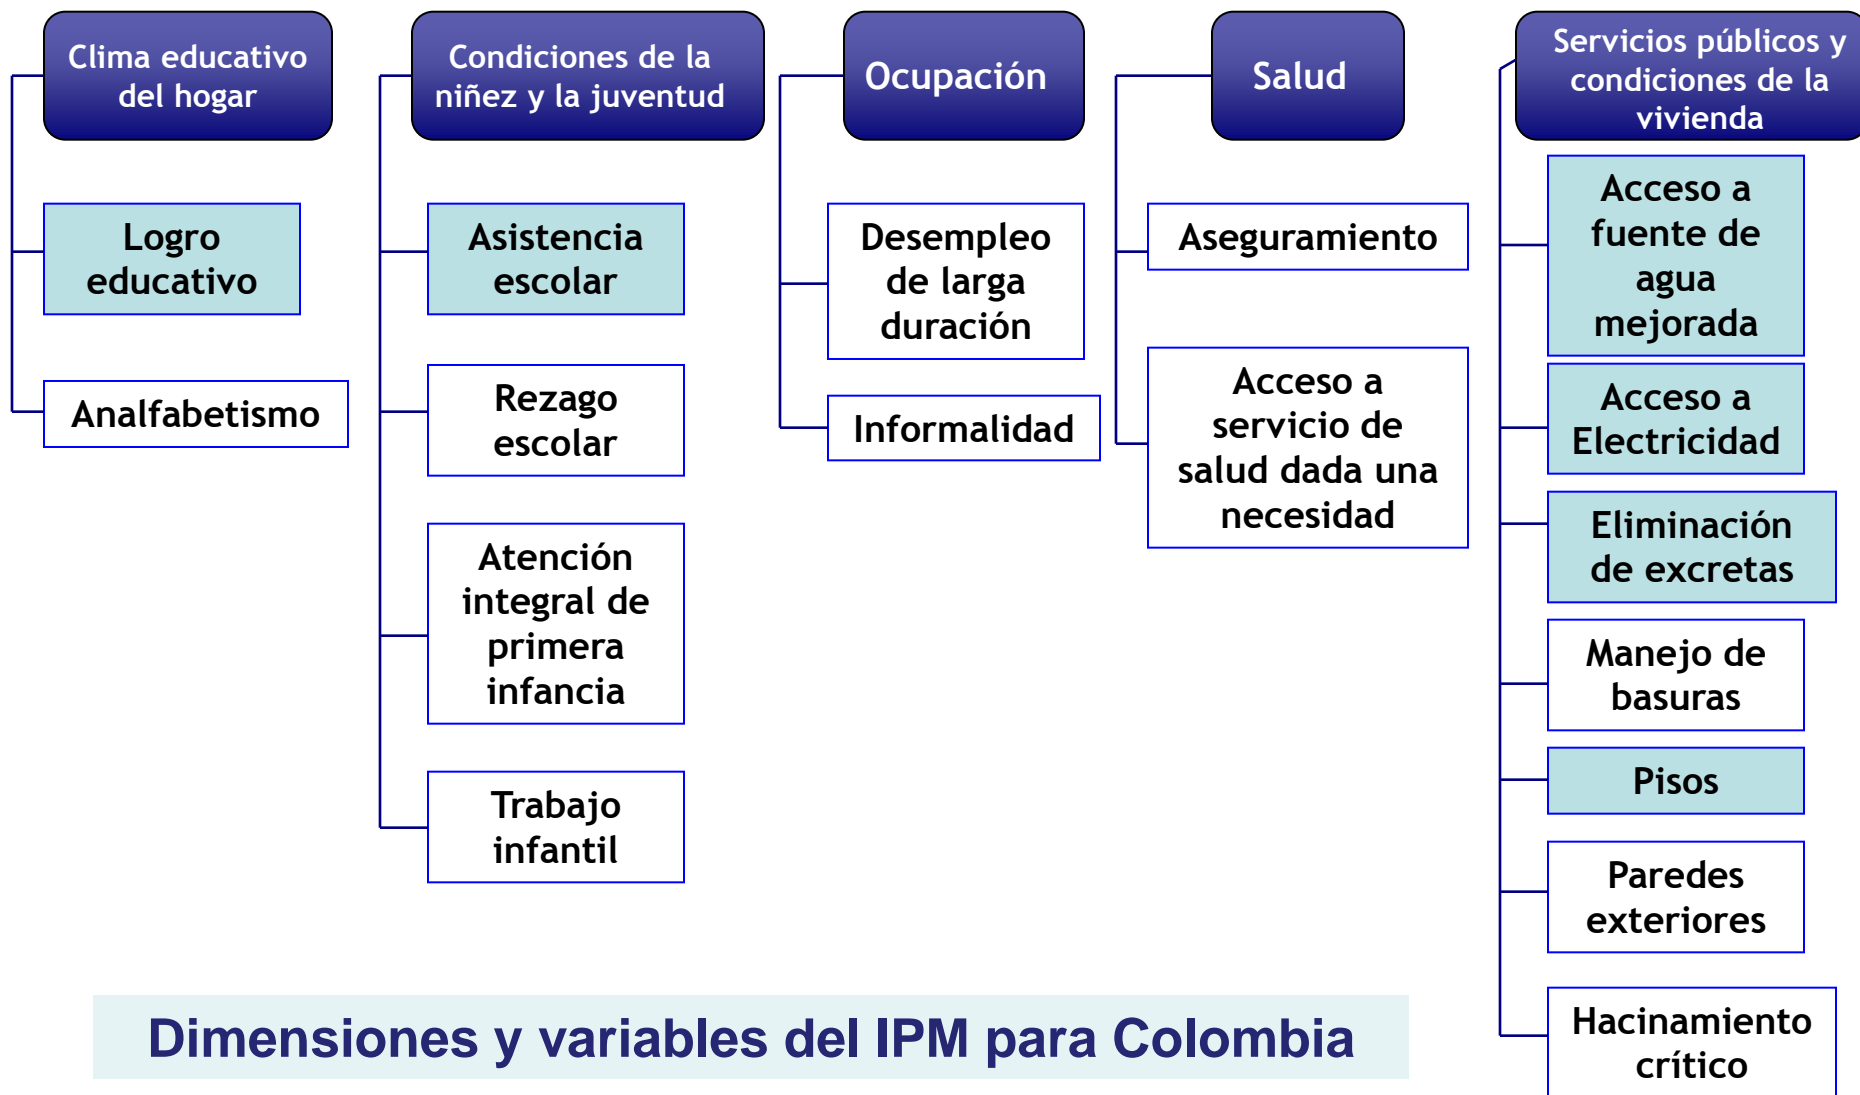 Clima educativo
del hogar
Logro
educativo
Analfabetismo
Condiciones de la
niñez y la juventud
Asistencia
escolar
Rezago
escolar
Atención
integral de
primera
infancia
Trabajo
infantil
Ocupación
Desempleo
de larga
duración
Informalidad
Salud
Aseguramiento
Acceso a
servicio de
salud dada una
necesidad
Servicios públicos y
condiciones de la
vivienda
Acceso a
fuente de
agua
mejorada
Acceso a
Electricidad
Eliminación
de excretas
Manejo de
basuras
Pisos
Paredes
exteriores
Hacinamiento
crítico
Dimensiones y variables del IPM para Colombia